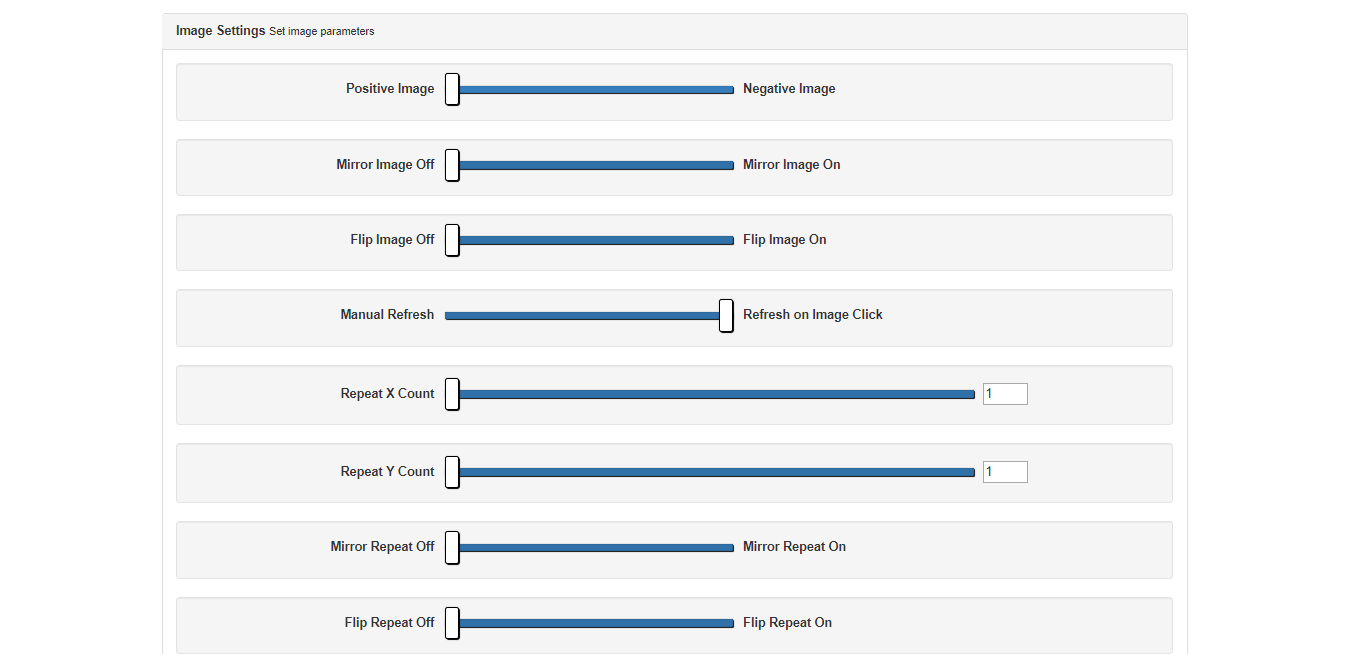 Image Settings Set image parameters
Positive Image Negative Image
Mirror Image Off Mirror Image On
Flip Image Off Flip Image On
Manual Refresh Refresh on Image Click
Repeat X Count 1
Repeat Y Count 1
Mirror Repeat Off Mirror Repeat On
Flip Repeat Off Flip Repeat On